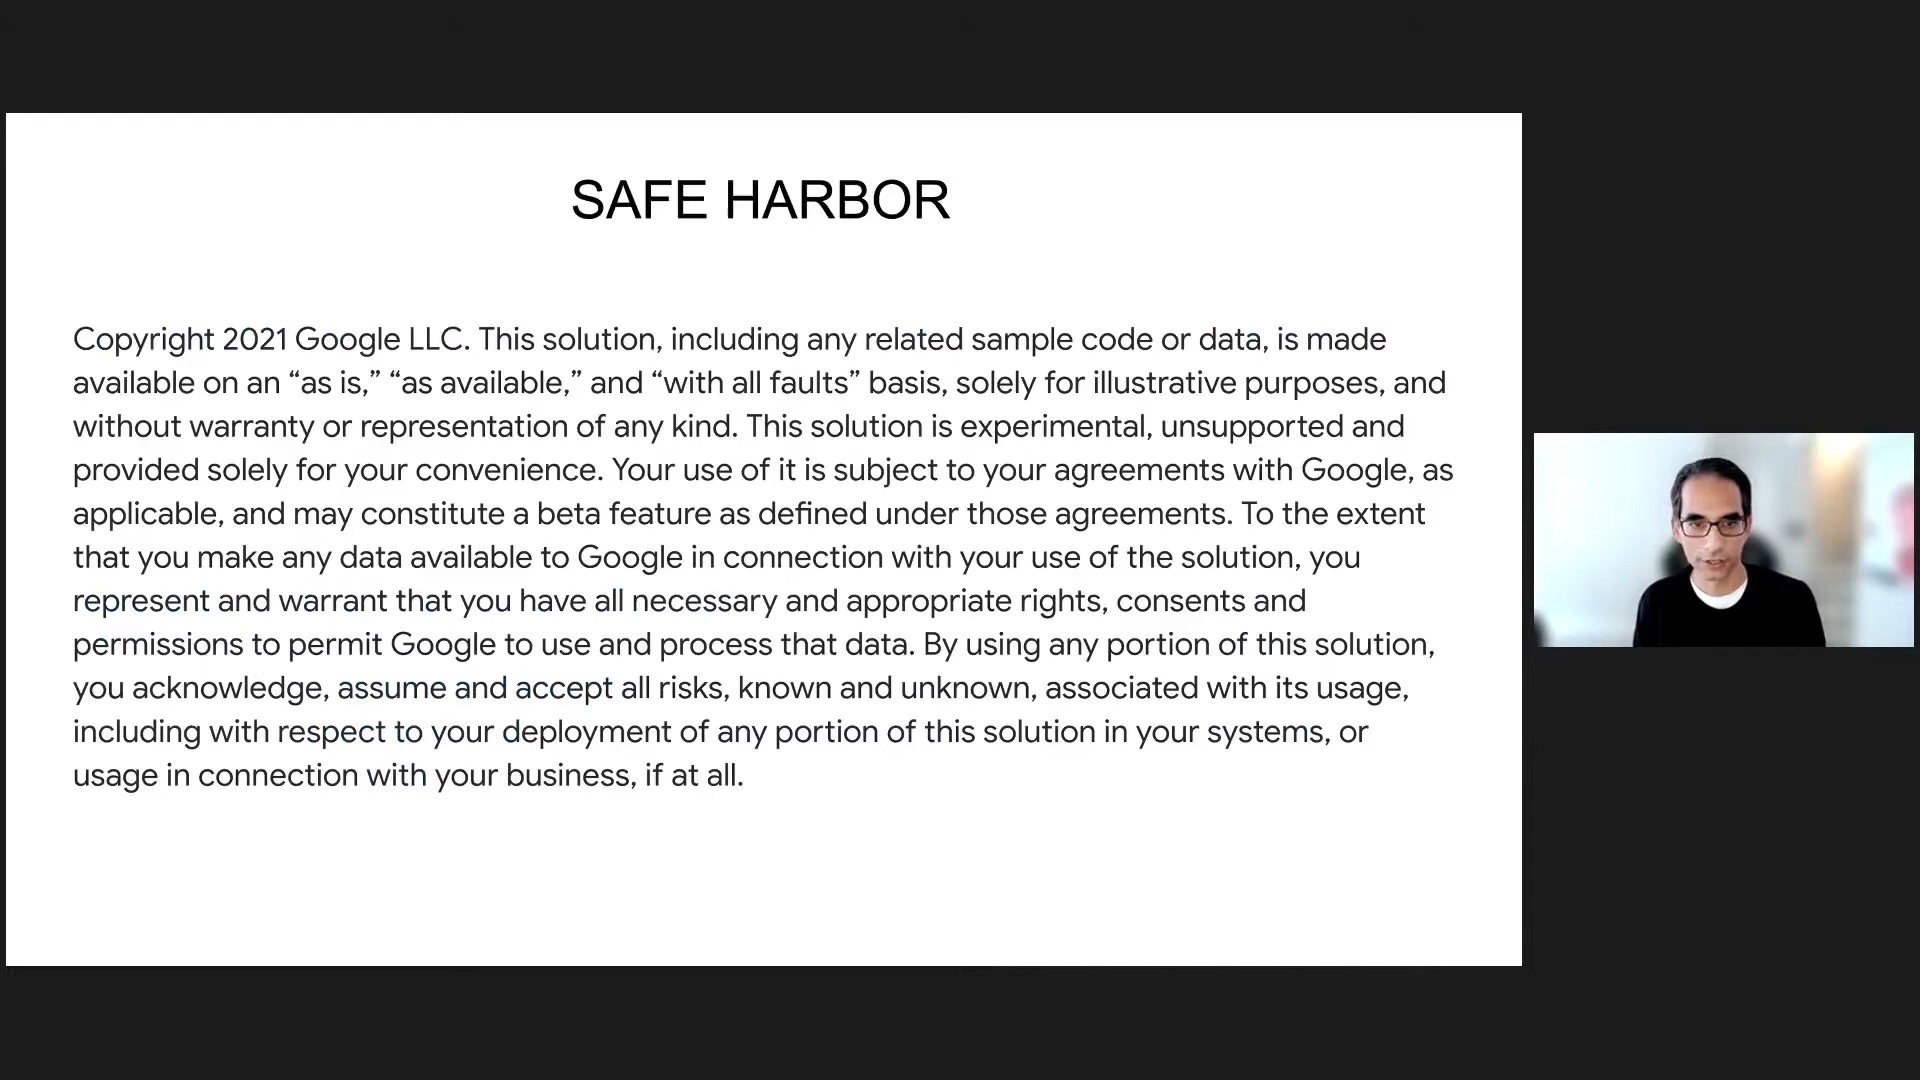 SAFE HARBOR
Copyright 2021 Google LLC. This solution, including any related sample code or data, is made
available on an “as is,” “as available,” and “with all faults” basis, solely for illustrative purposes, and
without warranty or representation of any kind. This solution is experimental, unsupported and
provided solely for your convenience. Your use of it is subject to your agreements with Google, as
applicable, and may constitute a beta feature as defined under those agreements. To the extent
that you make any data available to Google in connection with your use of the solution, you
represent and warrant that you have all necessary and appropriate rights, consents and
permissions to permit Google to use and process that data. By using any portion of this solution,
you acknowledge, assume and accept all risks, known and unknown, associated with its usage,
including with respect to your deployment of any portion of this solution in your systems, or
usage in connection with your business, if at all.